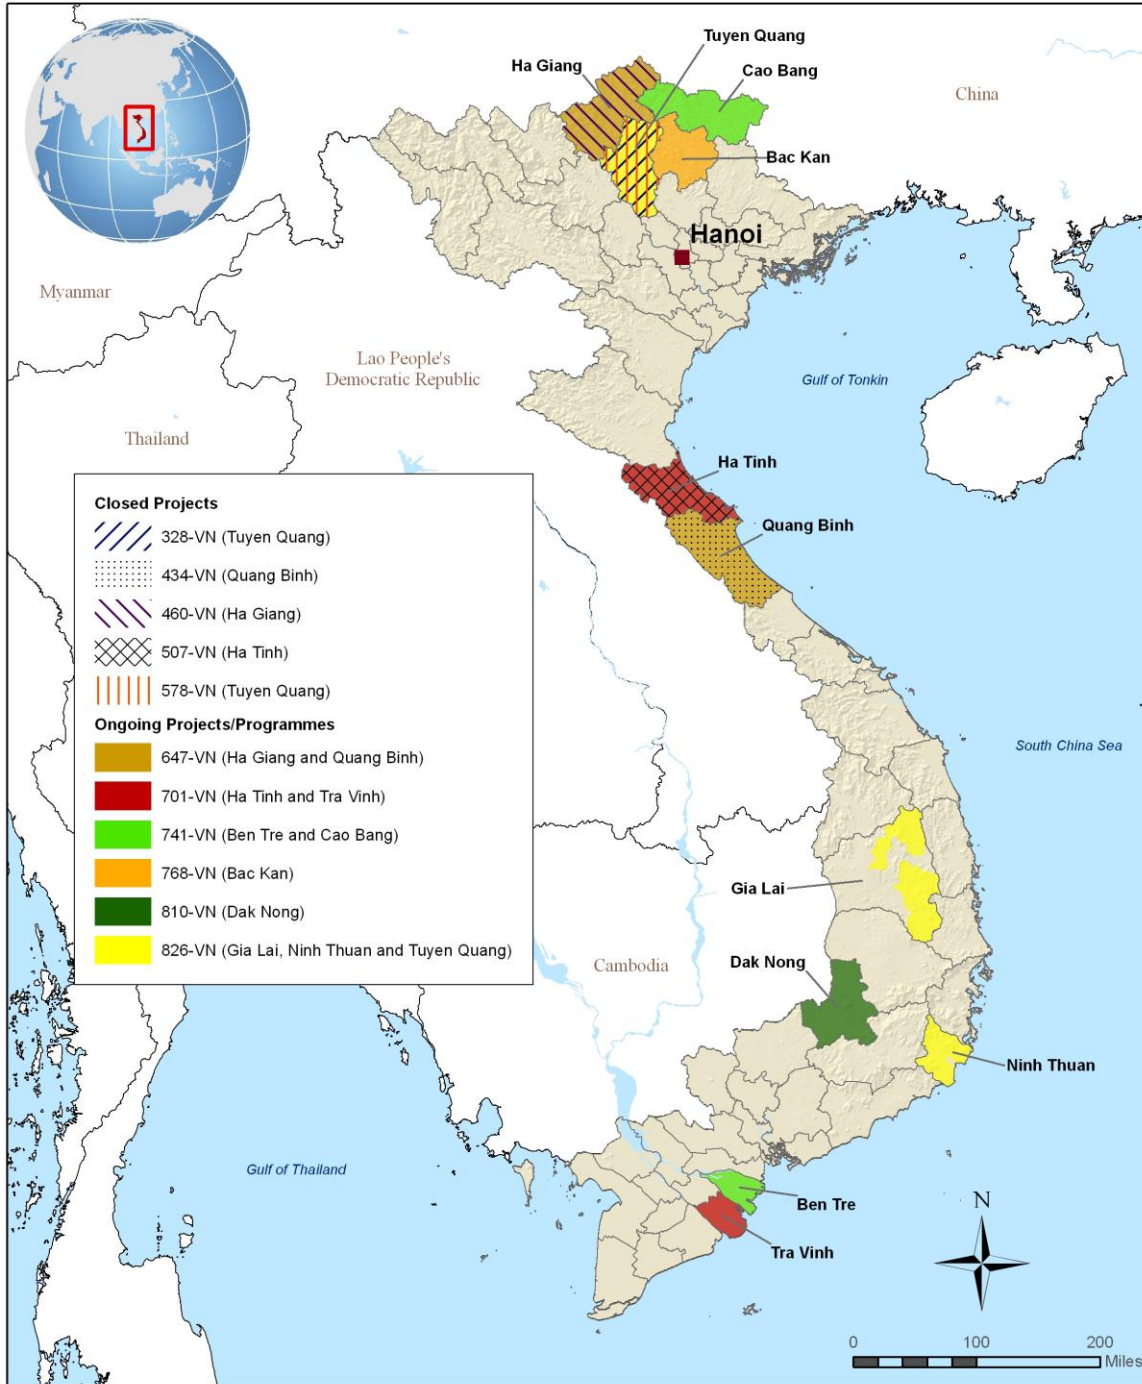 Tuyen Quang
Ha Giang
Cao Bang
China
Bac Kan
Hanoi
Myanmar
Lao People's
Democratic Republic
Gulf of Tonkin
Thailand
Ha Tinh
Quang Binh
Closed Projects
328-VN (Tuyen Quang)
434-VN (Quang Binh)
460-VN (Ha Giang)
507-VN (Ha Tinh)
578-VN (Tuyen Quang)
Ongoing Projects/Programmes
647-VN (Ha Giang and Quang Binh)
701-VN (Ha Tinh and Tra Vinh)
741-VN (Ben Tre and Cao Bang)
768-VN (Bac Kan)
810-VN (Dak Nong)
826-VN (Gia Lai, Ninh Thuan and Tuyen Quang)
South China Sea
Gia Lai
Cambodia
Dak Nong
Ninh Thuan
Gulf of Thailand
Ben Tre
Tra Vinh
N
0 100 200
Miles